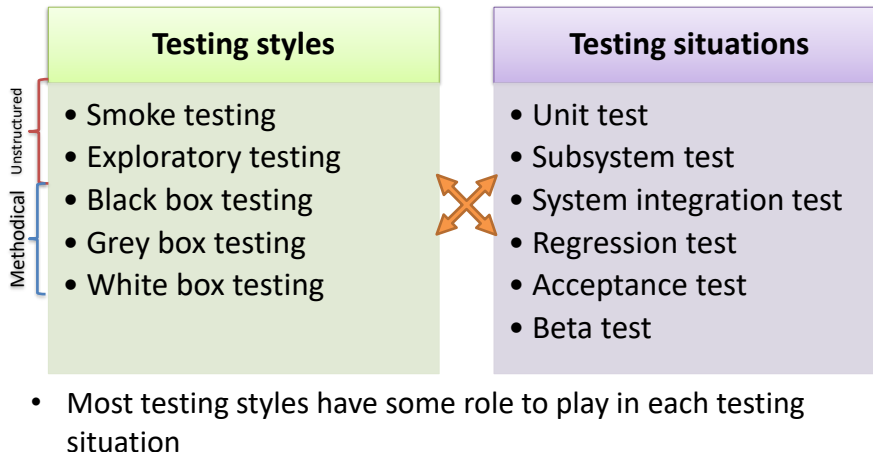 Testing styles
Unstructured
Methodical
• Smoke testing
• Exploratory testing
• Black box testing
• Grey box testing
• White box testing
Testing situations
• Unit test
• Subsystem test
• System integration test
• Regression test
• Acceptance test
• Beta test
• Most testing styles have some role to play in each testing
situation